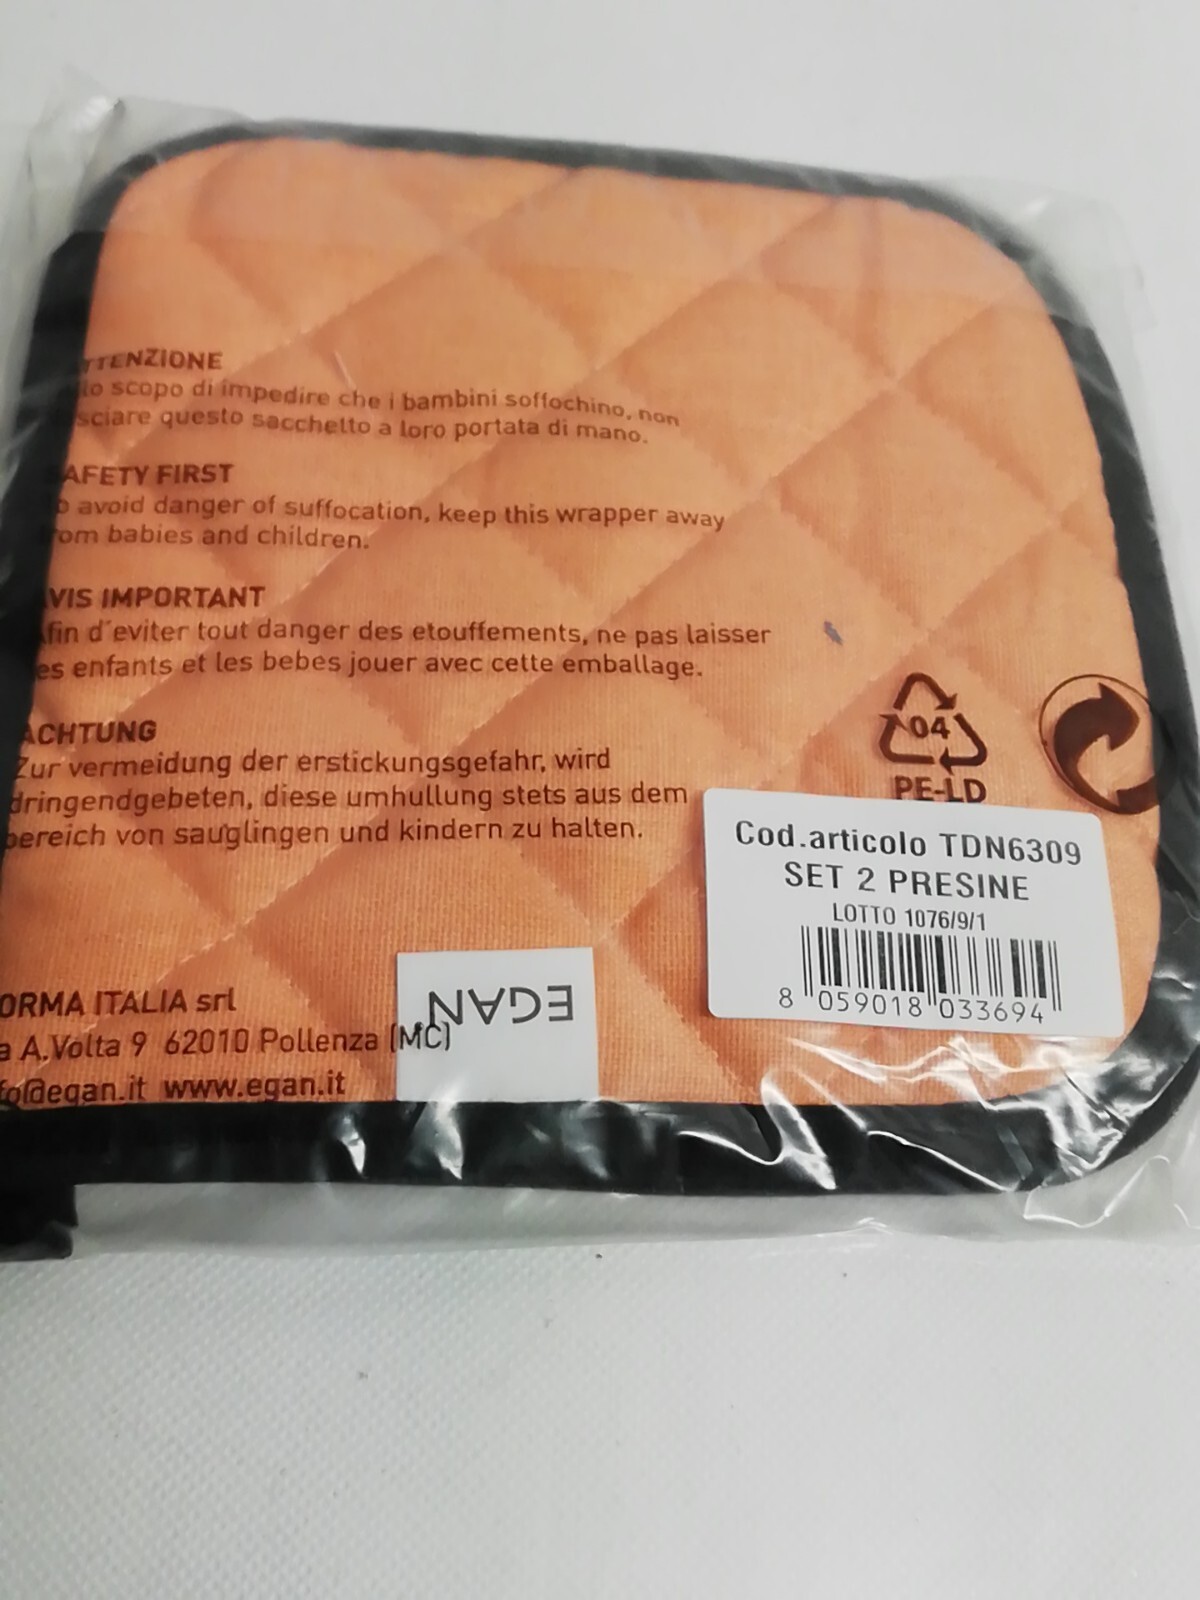 TTENZIONE
lo scopo di impedire che i bambini soffochino, non
sciare questo sacchetto a loro portata di mano.
AFETY FIRST
o avoid danger of suffocation, keep this wrapper away
om babies and children.
VIS IMPORTANT
fin d'eviter tout danger des etouffements, ne pas laisser
es enfants et les bebes jouer avec cette emballage.
ACHTUNG
Zur vermeidung der erstickungsgefahr, wird
dringendgebeten, diese umhullung stets aus dem
bereich von sauglingen und kindern zu halten.
04
PE-LD
Cod.articolo TDN6309
SET 2 PRESINE
LOTTO 1076/9/1
8 059018 033694
EGAN
ORMA ITALIA srl
a A.Volta 9 62010 Pollenza (MC)
fo@egan.it www.egan.it